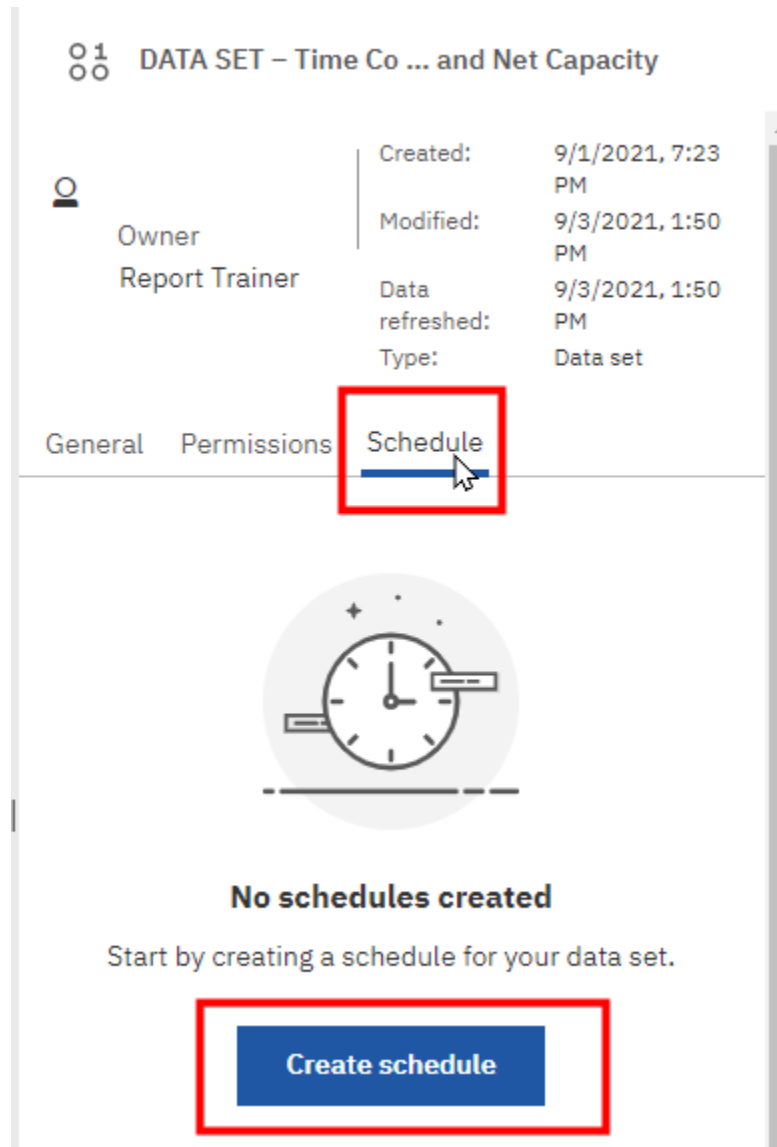 DATA SET – Time Co ... and Net Capacity
Owner
Report Trainer
Created: 9/1/2021, 7:23
PM
Modified: 9/3/2021, 1:50
PM
Data 9/3/2021, 1:50
refreshed: PM
Type: Data set
General Permissions Schedule
No schedules created
Start by creating a schedule for your data set.
Create schedule